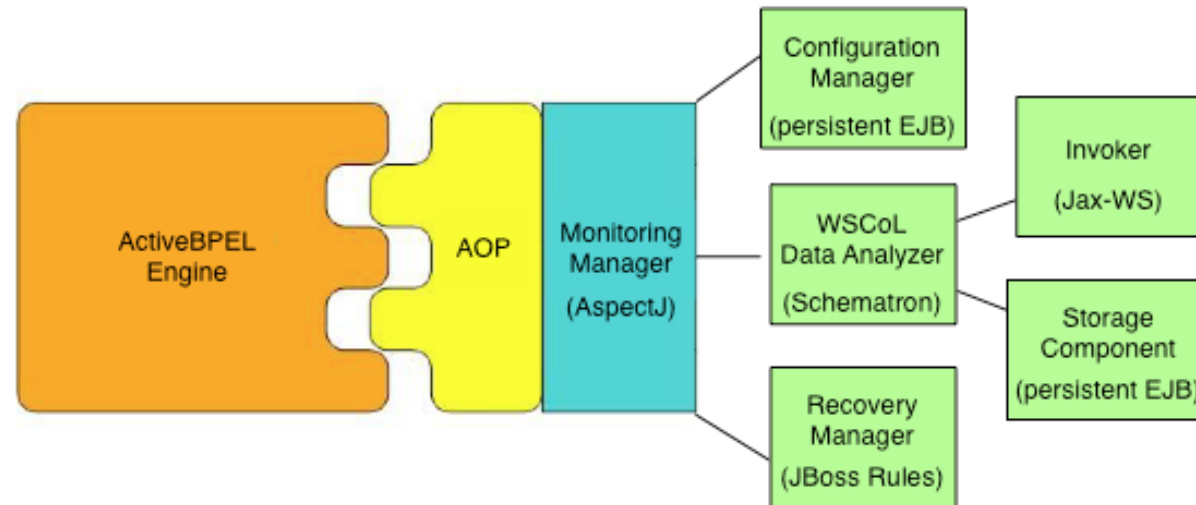 ActiveBPEL
Engine
AOP
Monitoring
Manager
(AspectJ)
Configuration
Manager
(persistent EJB)
WSCoL
Data Analyzer
(Schematron)
Recovery
Manager
(JBoss Rules)
Invoker
(Jax-WS)
Storage
Component
(persistent EJB)